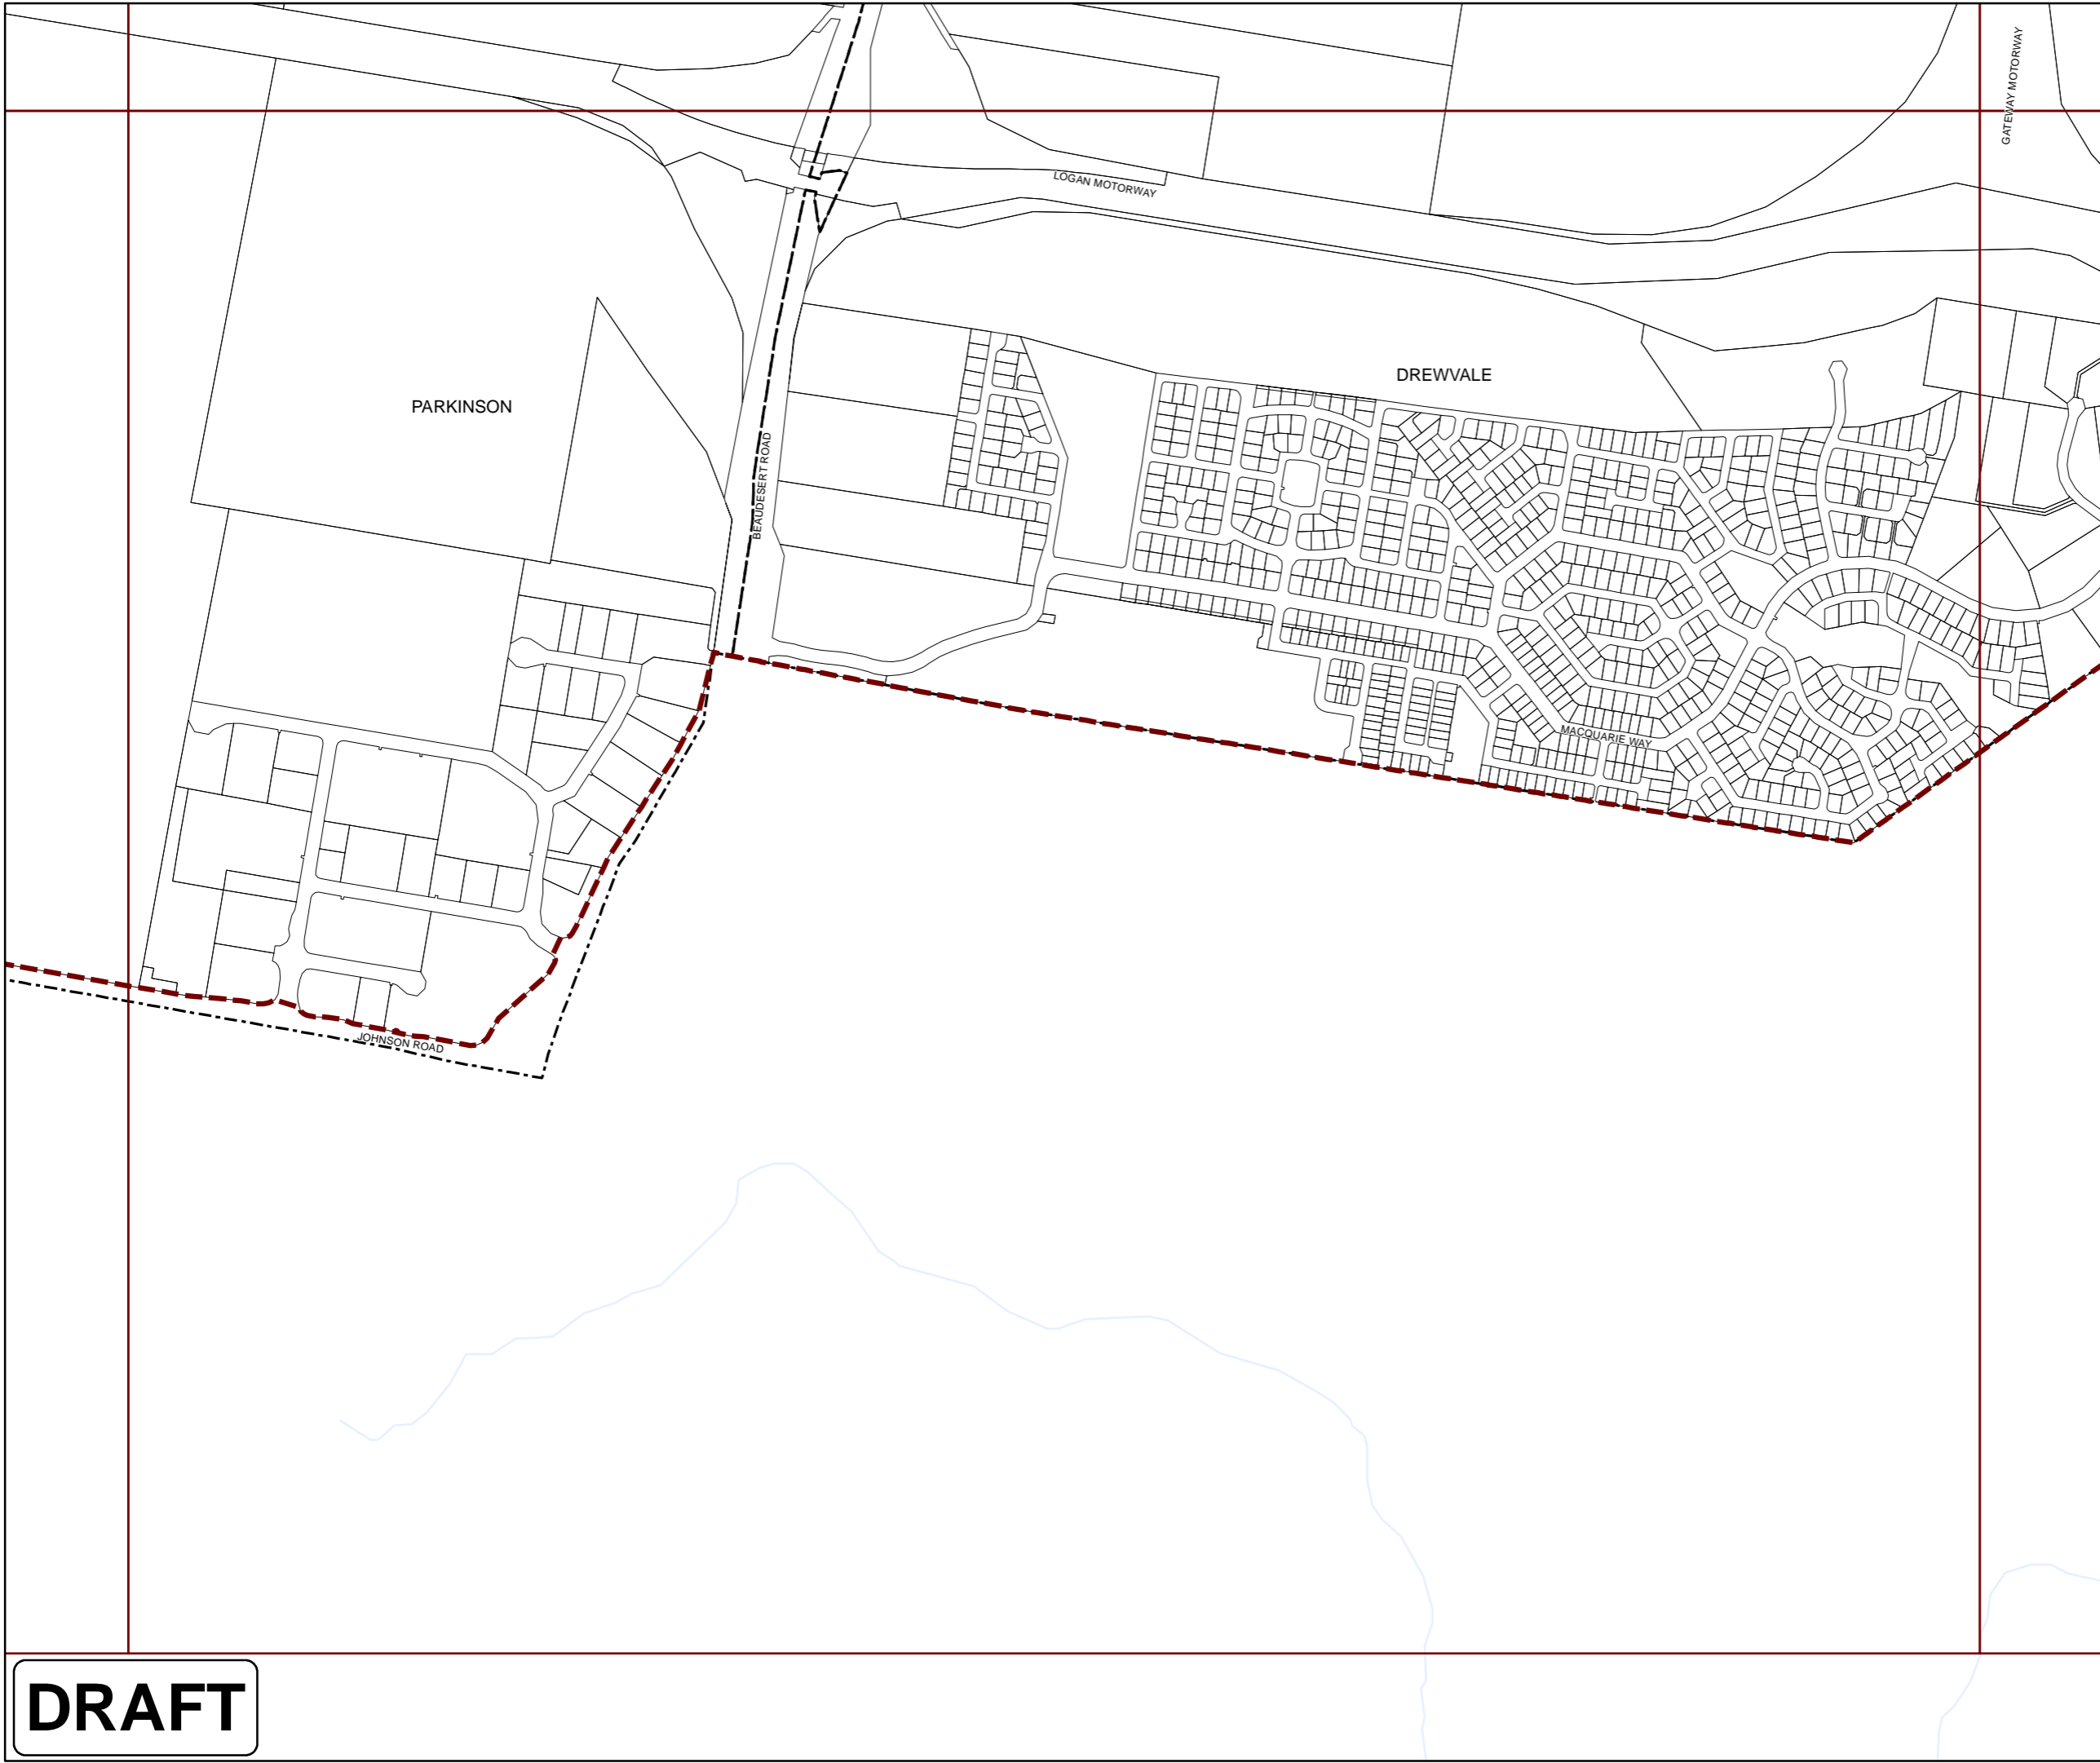 GATEWAY MOTORWAY
LOGAN MOTORWAY
DREWVALE
PARKINSON
BEAUDESERT ROAD
MACQUARIE WAY
JOHNSON ROAD
DRAFT